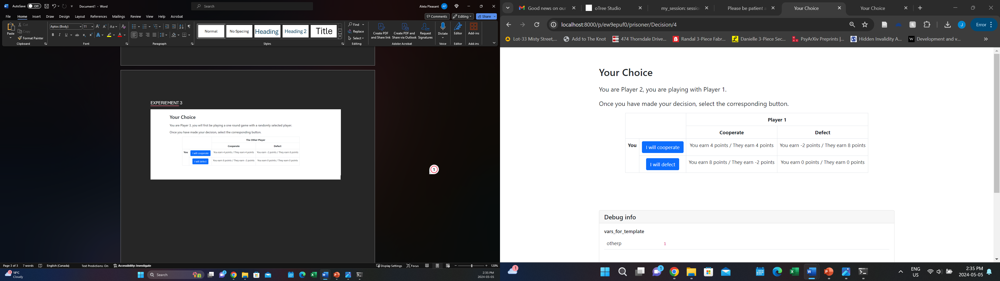 AutoSave Off Document1 - Word Search Aleta Pleasant AP
File Home Insert Draw Design Layout References Mailings Review View Help Acrobat Comments Editing Share
Paste Cut Copy Format Painter Clipboard
Aptos (Body) 11 Font
Paragraph
Normal No Spacing Heading Heading 2 Title Styles
Find Replace Select Editing
Create PDF and Share link Create PDF and Share via Outlook Request Signatures Adobe Acrobat
Dictate Voice
Editor Editor
Add-ins Add-ins
EXPERIEMENT 3
Your Choice
You are Player 3, you will first be playing a one round game with a randomly selected player.
Once you have made your decision, select the corresponding button.
The Other Player
Cooperate Defect
You I will cooperate You earn 4 points / They earn 4 points You earn -2 points / They earn 8 points
I will defect You earn 8 points / They earn -2 points You earn 0 points / They earn 0 points
1
Page 3 of 3 7 words English (Canada) Text Predictions: On Accessibility: Investigate Display Settings Focus 120%
1 18°C
Cloudy
Search
1
2:35 PM
2024-05-05
Good news on our oTree Studio my_session: sessio Please be patient a Your Choice Your Choice
localhost:8000/p/ew9epuf0/prisoner/Decision/4 J Error
Lot-33 Misty Street,... Add to The Knot 474 Thorndale Drive... Randal 3-Piece Fabr... Danielle 3-Piece Sec... PsyArXiv Preprints |... Hidden Invalidity A... Development and v...
Your Choice
You are Player 2, you are playing with Player 1.
Once you have made your decision, select the corresponding button.
Player 1
Cooperate Defect
You I will cooperate You earn 4 points / They earn 4 points You earn -2 points / They earn 8 points
I will defect You earn 8 points / They earn -2 points You earn 0 points / They earn 0 points
Debug info
vars_for_template
otherp 1
1
1
ENG
US
2:35 PM
2024-05-05